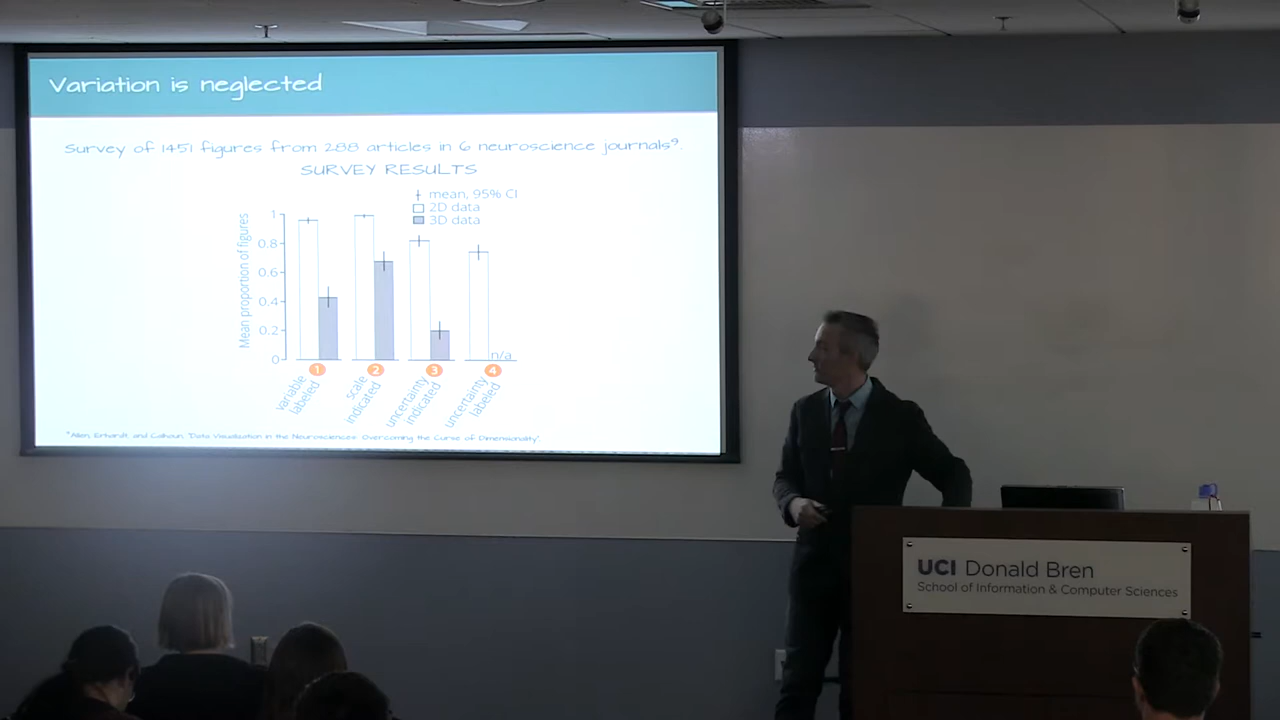 Variation is neglected
Survey of 1451 figures from 288 articles in 6 neuroscience journals⁹.
SURVEY RESULTS
mean, 95% CI
2D data
3D data
Mean proportion of figures
1
0.8
0.6
0.4
0.2
0
n/a
1
2
3
4
variable
labeled
scale
indicated
uncertainty
indicated
uncertainty
labeled
⁹Allen, Erhardt, and Calhoun, "Data Visualization in the Neurosciences: Overcoming the Curse of Dimensionality".
UCI Donald Bren
School of Information & Computer Sciences